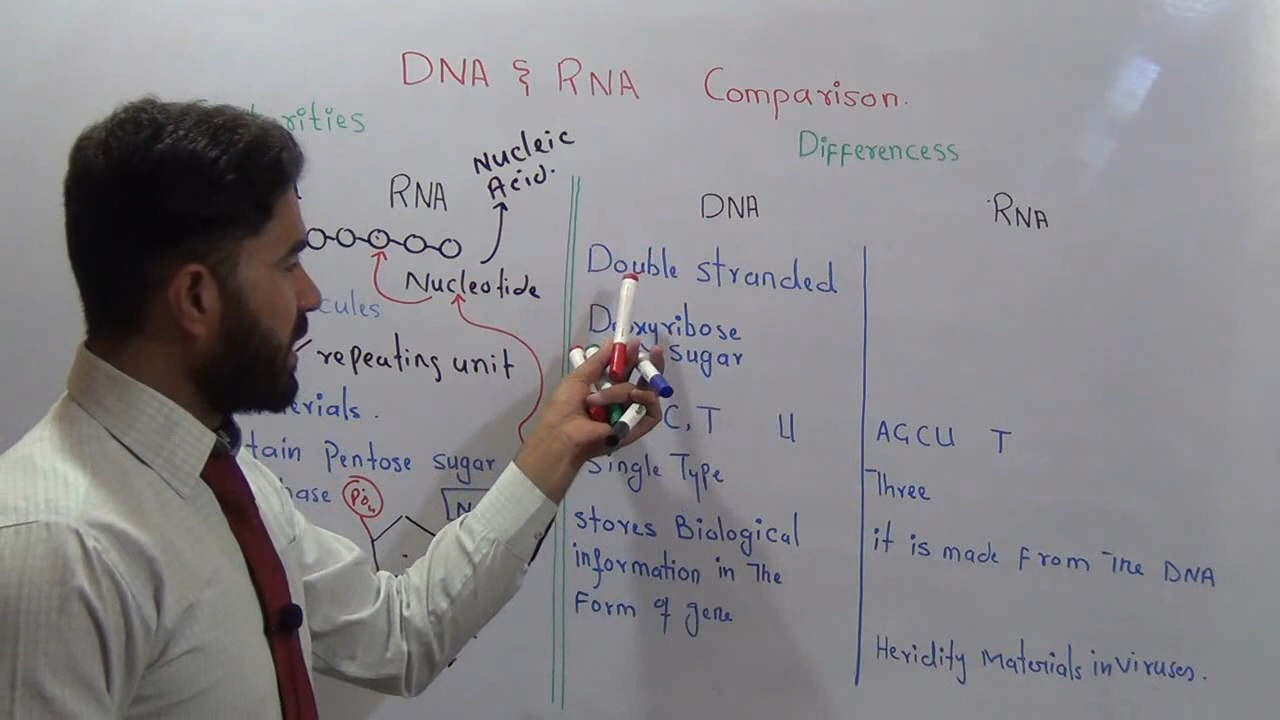 DNA & RNA Comparison.
rities
RNA
Nucleic
Acid.
Nucleotide
cules
repeating unit
erials.
tain Pentose sugar
hase
N
Differencess
DNA
RNA
Double stranded
Deoxyribose
sugar
C, T U
Single Type
stores Biological
information in The
Form of gene
AGCU T
Three
it is made from The DNA
Heridity Materials in viruses.